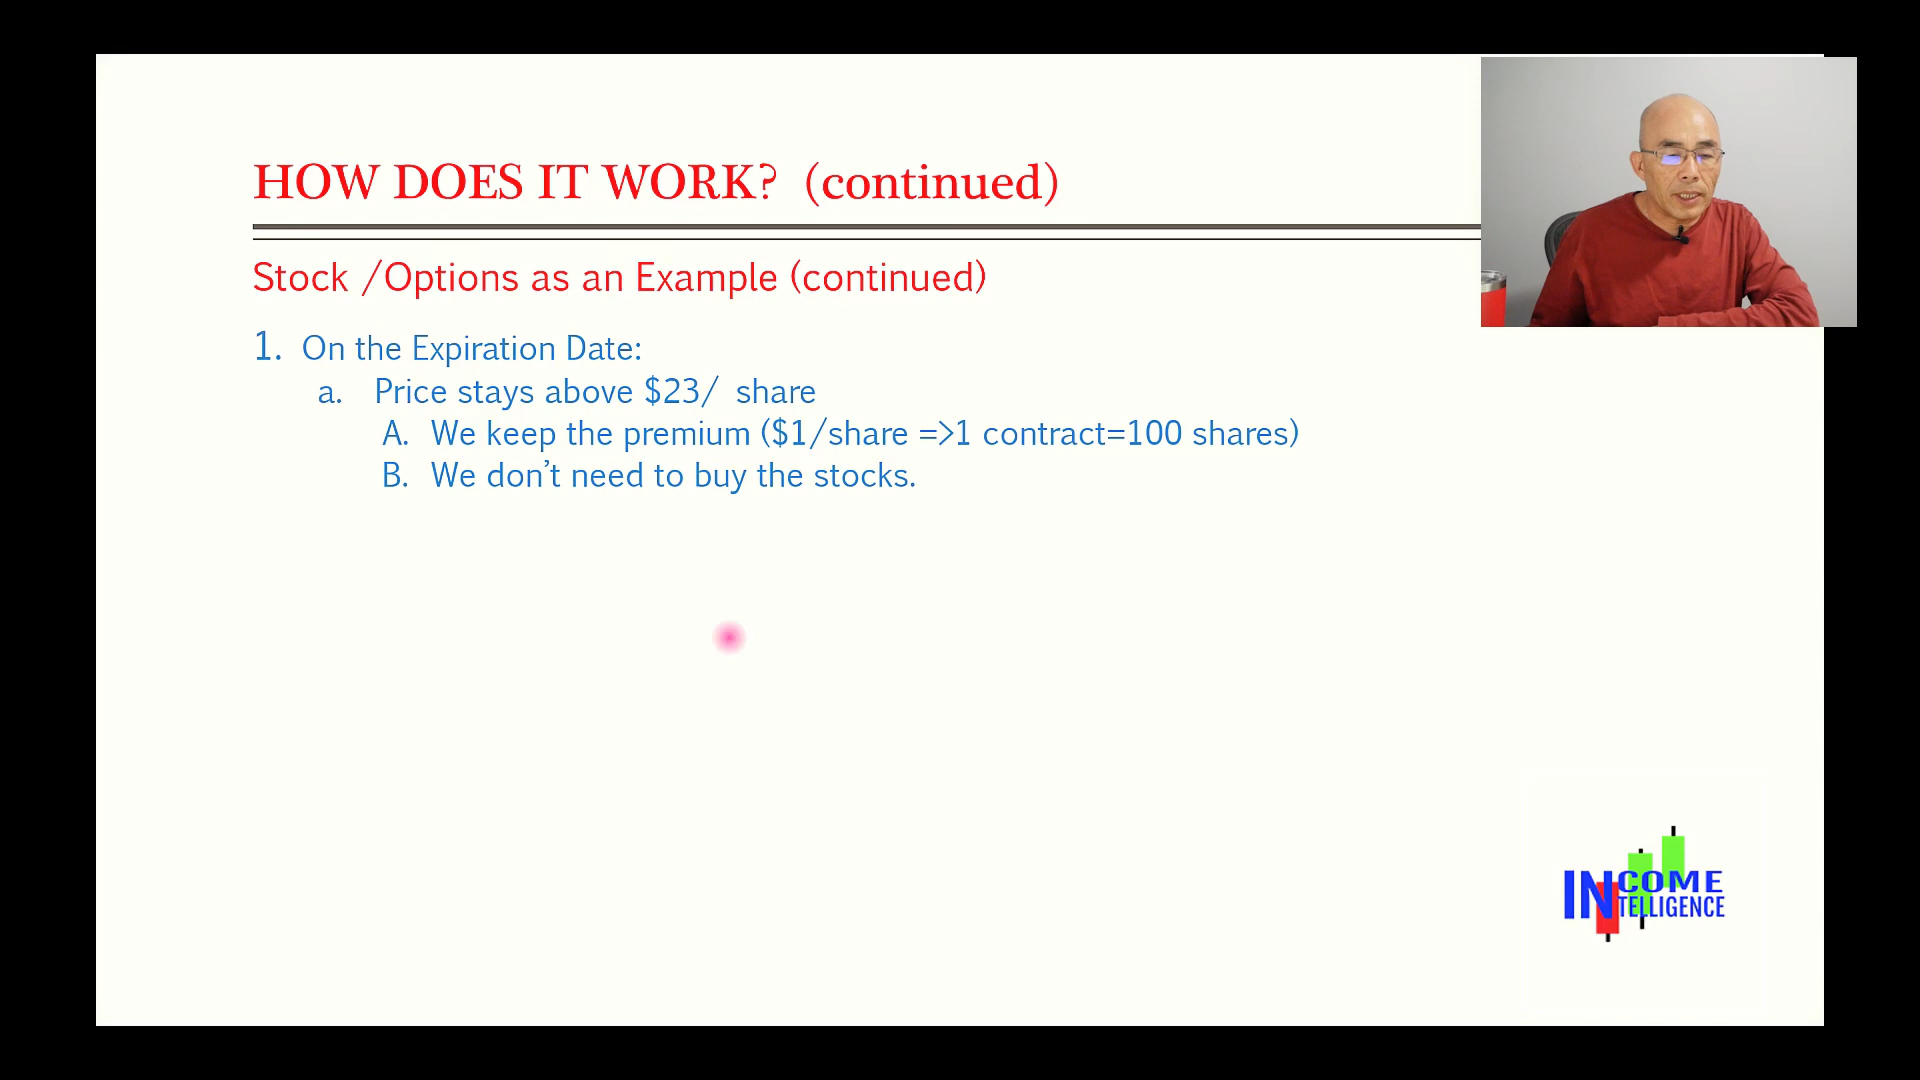 HOW DOES IT WORK? (continued)
Stock /Options as an Example (continued)
1. On the Expiration Date:
a. Price stays above $23/ share
A. We keep the premium ($1/share =>1 contract=100 shares)
B. We don't need to buy the stocks.
INCOME
TELLIGENCE